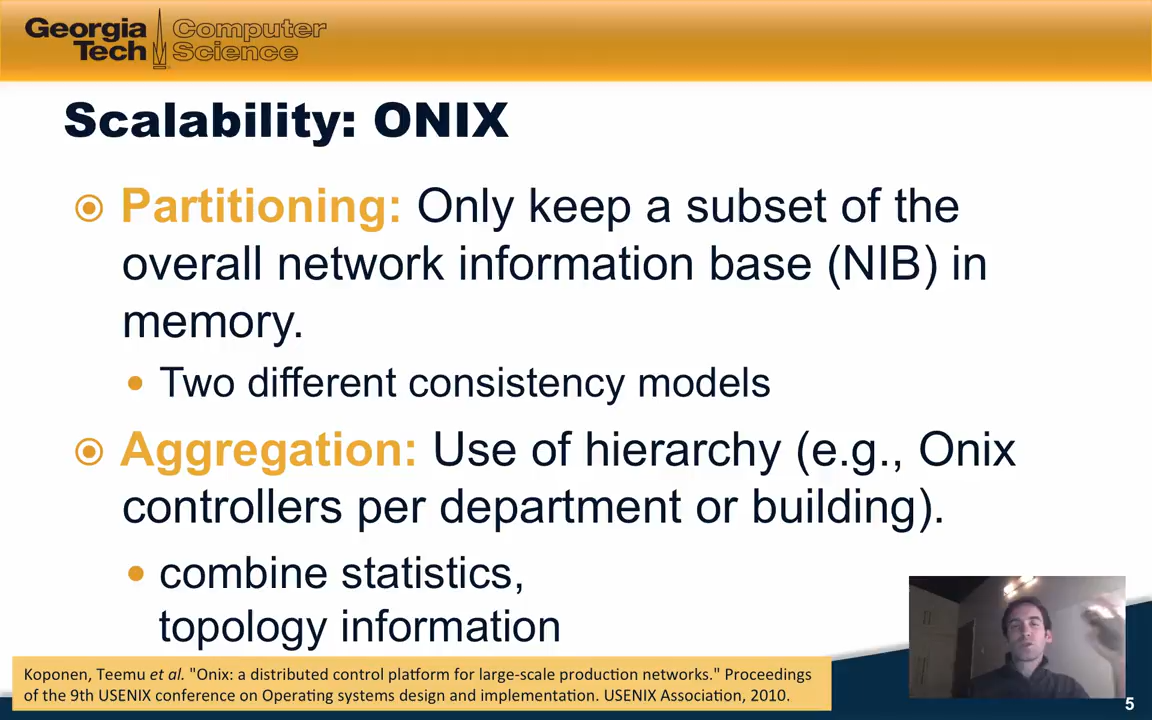 Georgia Tech
Computer Science
Scalability: ONIX
Partitioning: Only keep a subset of the
overall network information base (NIB) in
memory.
Two different consistency models
Aggregation: Use of hierarchy (e.g., Onix
controllers per department or building).
combine statistics,
topology information
Koponen, Teemu et al. "Onix: a distributed control platform for large-scale production networks." Proceedings
of the 9th USENIX conference on Operating systems design and implementation. USENIX Association, 2010.
5